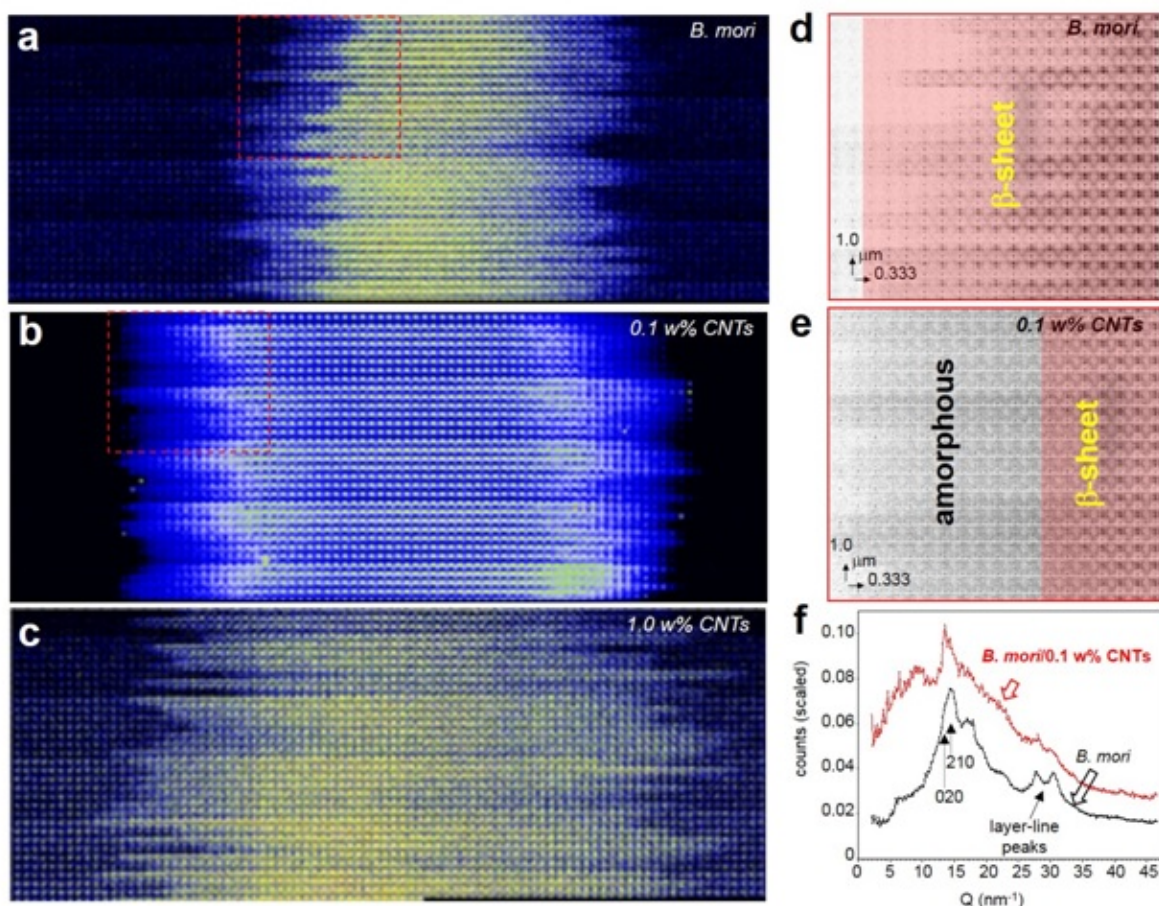 a
B. mori
b
0.1 w% CNTs
c
1.0 w% CNTs
d
B. mori
β-sheet
1.0
μm
0.333
e
0.1 w% CNTs
amorphous
β-sheet
1.0
μm
0.333
f
0.10
0.08
0.06
0.04
0.02
0
counts (scaled)
B. mori/0.1 w% CNTs
B. mori
210
020
layer-line
peaks
0 5 10 15 20 25 30 35 40 45
Q (nm⁻¹)